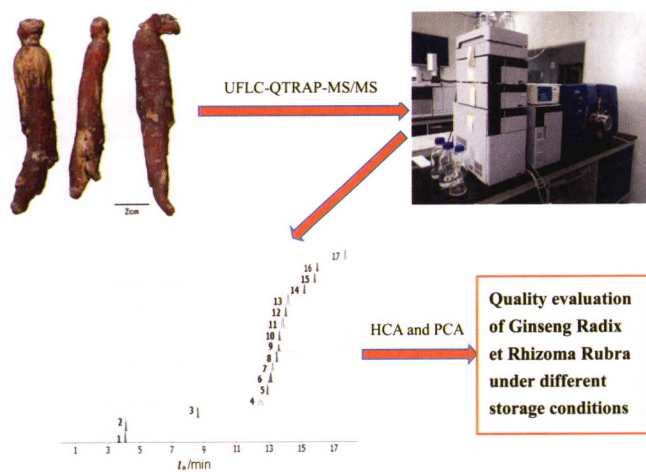 UFLC-QTRAP-MS/MS
2cm
17
16
15
14
13
12
11
10
9
8
7
6
5
4
3
2
1
1 3 5 7 9 11 13 15 17
tR/min
HCA and PCA
Quality evaluation
of Ginseng Radix
et Rhizoma Rubra
under different
storage conditions